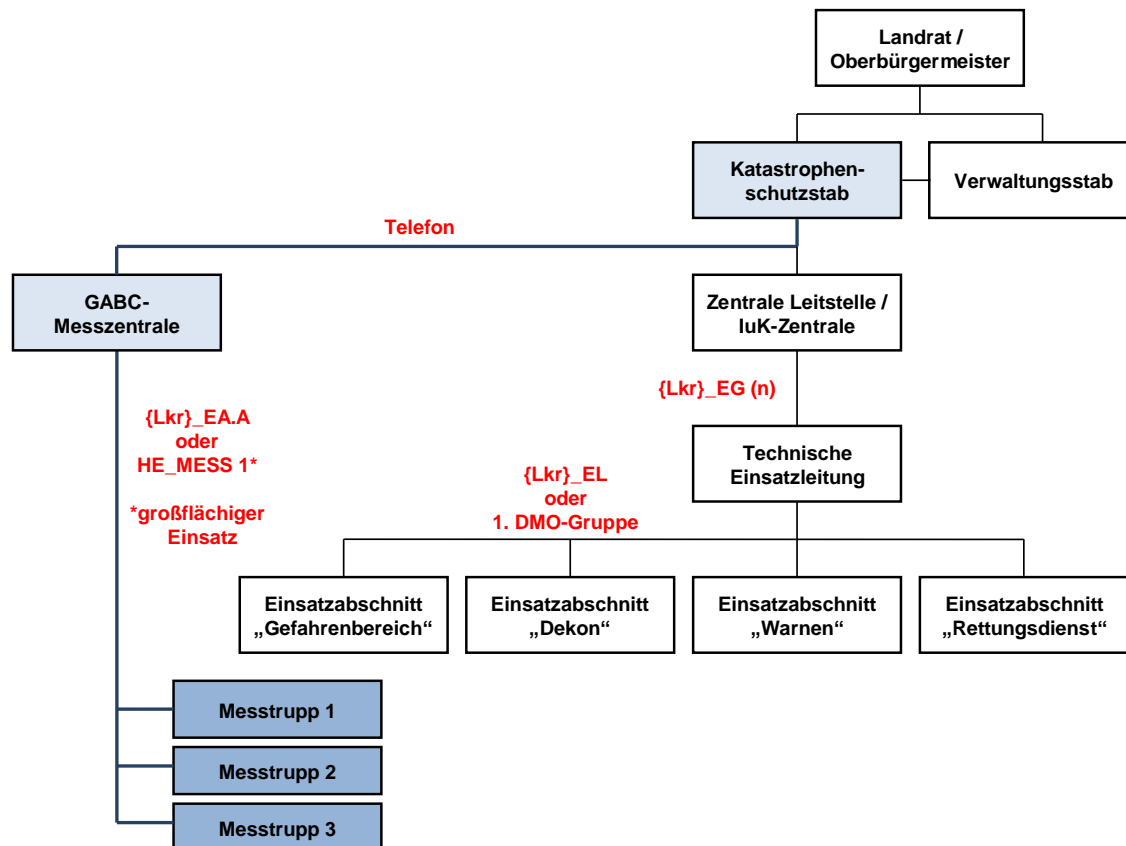 Landrat /
Oberbürgermeister
Katastrophen-
schutzstab
Verwaltungsstab
Telefon
GABC-
Messzentrale
Zentrale Leitstelle /
IuK-Zentrale
{Lkr}_EG (n)
{Lkr}_EA.A
oder
HE_MESS 1*
*großflächiger
Einsatz
Technische
Einsatzleitung
{Lkr}_EL
oder
1. DMO-Gruppe
Einsatzabschnitt
„Gefahrenbereich“
Einsatzabschnitt
„Dekon“
Einsatzabschnitt
„Warnen“
Einsatzabschnitt
„Rettungsdienst“
Messtrupp 1
Messtrupp 2
Messtrupp 3